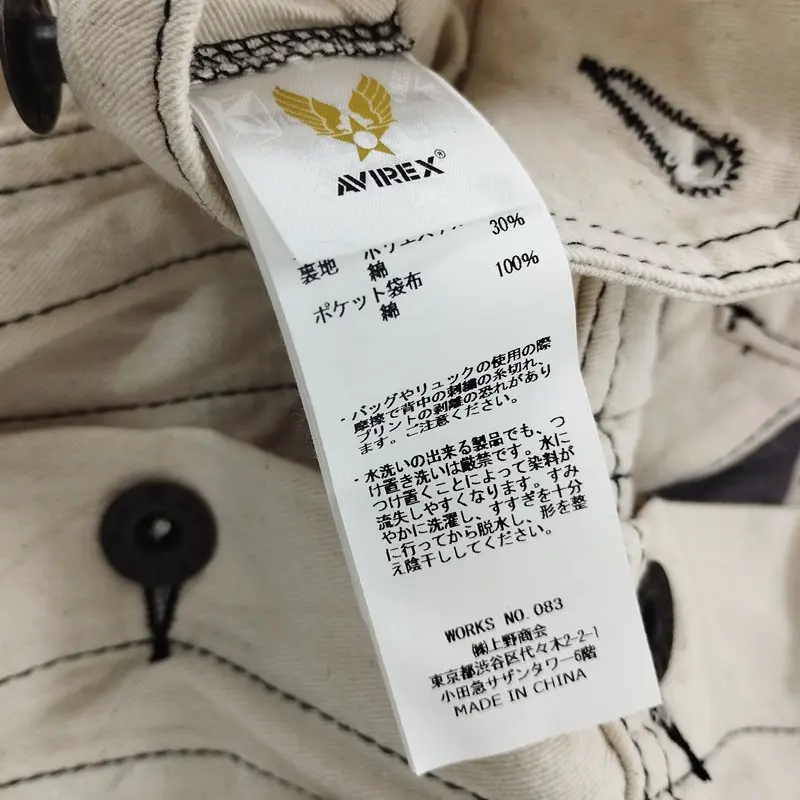 AVIREX®
ポリエステル 30%
裏地 綿 100%
ポケット袋布
綿
・バッグやリュックの使用の際
摩擦で背中の刺繍の糸切れ、
プリントの剥離の恐れがあり
ます。ご注意ください。
・水洗いの出来る製品でも、つ
け置き洗いは厳禁です。水に
つけ置くことによって染料が
流失しやすくなります。すみ
やかに洗濯し、すすぎを十分
に行ってから脱水し、形を整
え陰干ししてください。
WORKS NO. 083
㈱上野商会
東京都渋谷区代々木2-2-1
小田急サザンタワー6階
MADE IN CHINA